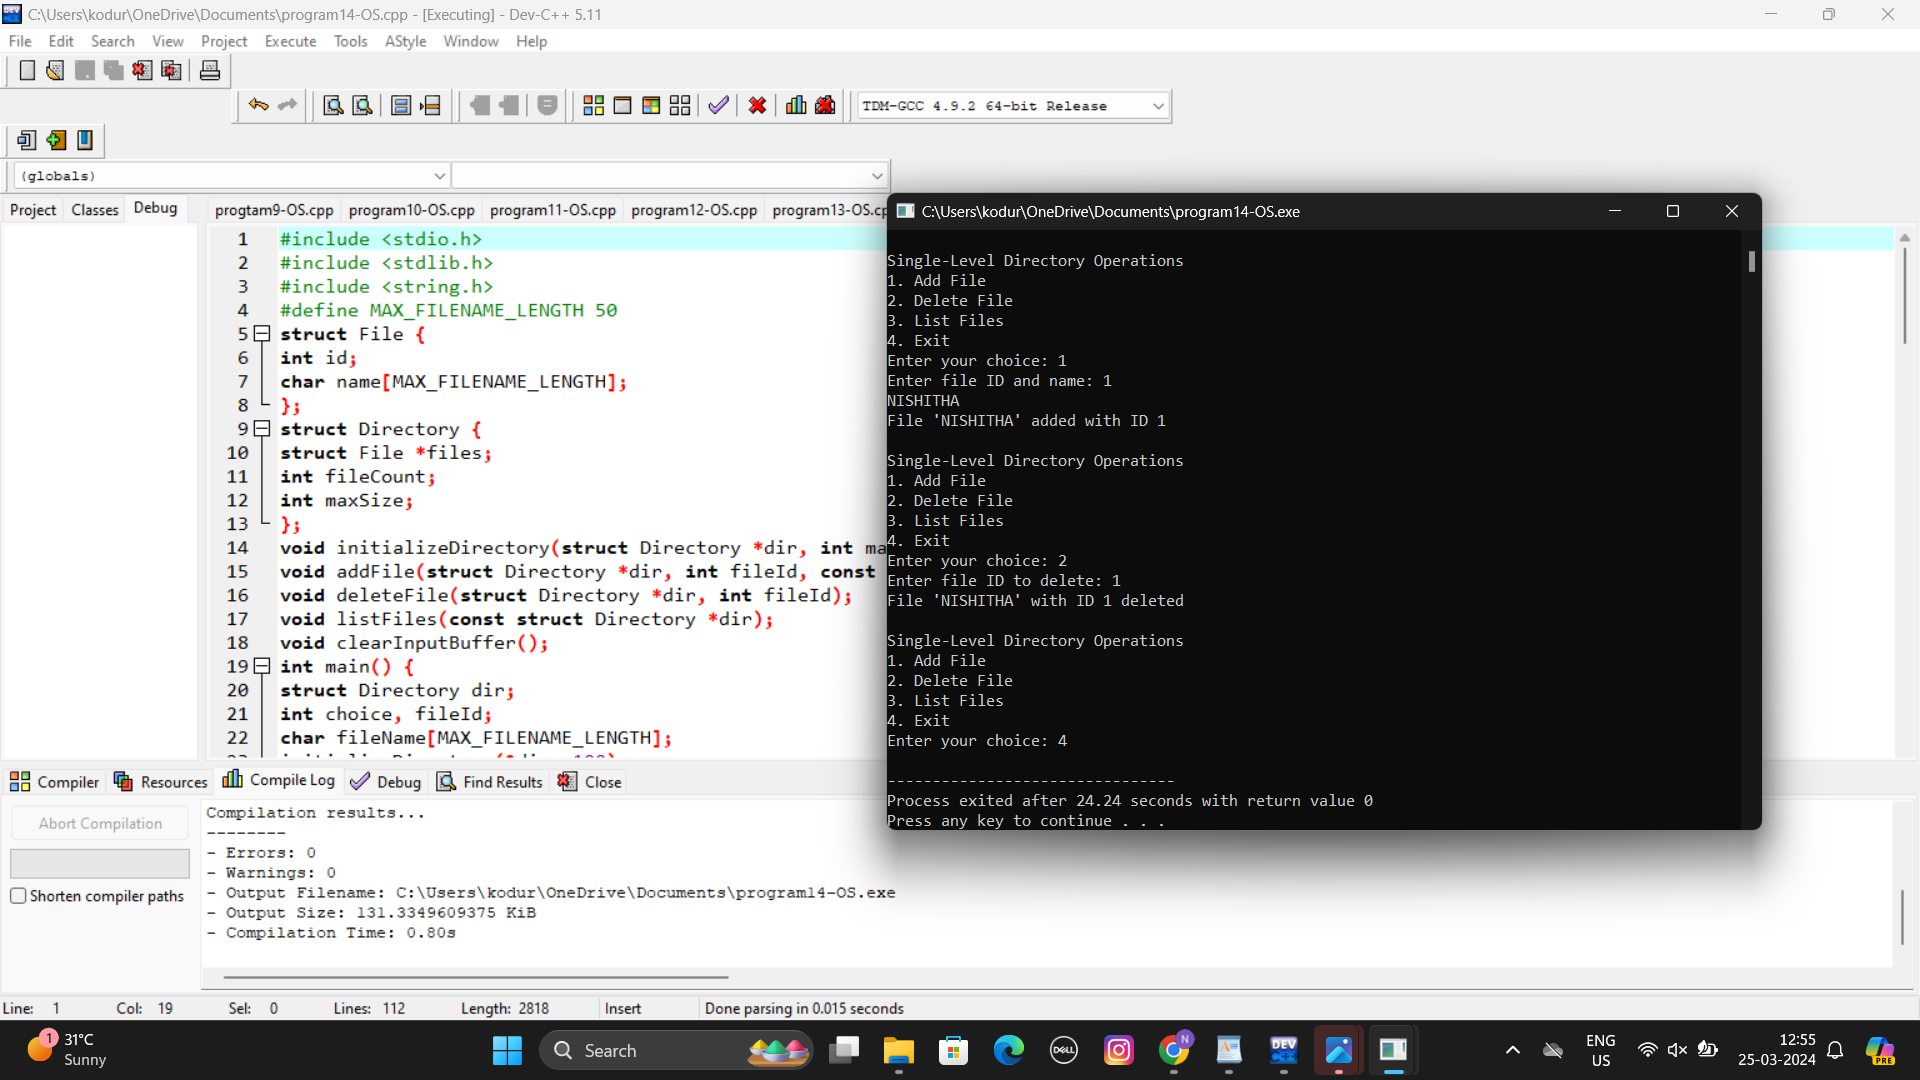 C:\Users\kodur\OneDrive\Documents\program14-OS.cpp - [Executing] - Dev-C++ 5.11
File Edit Search View Project Execute Tools AStyle Window Help
TDM-GCC 4.9.2 64-bit Release
(globals)
Project Classes Debug
progtam9-OS.cpp program10-OS.cpp program11-OS.cpp program12-OS.cpp program13-OS.cp
1 #include <stdio.h>
2 #include <stdlib.h>
3 #include <string.h>
4 #define MAX_FILENAME_LENGTH 50
5 struct File {
6 int id;
7 char name[MAX_FILENAME_LENGTH];
8 };
9 struct Directory {
10 struct File *files;
11 int fileCount;
12 int maxSize;
13 };
14 void initializeDirectory(struct Directory *dir, int ma
15 void addFile(struct Directory *dir, int fileId, const
16 void deleteFile(struct Directory *dir, int fileId);
17 void listFiles(const struct Directory *dir);
18 void clearInputBuffer();
19 int main() {
20 struct Directory dir;
21 int choice, fileId;
22 char fileName[MAX_FILENAME_LENGTH];
C:\Users\kodur\OneDrive\Documents\program14-OS.exe
Single-Level Directory Operations
1. Add File
2. Delete File
3. List Files
4. Exit
Enter your choice: 1
Enter file ID and name: 1
NISHITHA
File 'NISHITHA' added with ID 1
Single-Level Directory Operations
1. Add File
2. Delete File
3. List Files
4. Exit
Enter your choice: 2
Enter file ID to delete: 1
File 'NISHITHA' with ID 1 deleted
Single-Level Directory Operations
1. Add File
2. Delete File
3. List Files
4. Exit
Enter your choice: 4
--------------------------------
Process exited after 24.24 seconds with return value 0
Press any key to continue . . .
Compiler Resources Compile Log Debug Find Results Close
Abort Compilation
Shorten compiler paths
Compilation results...
--------
- Errors: 0
- Warnings: 0
- Output Filename: C:\Users\kodur\OneDrive\Documents\program14-OS.exe
- Output Size: 131.3349609375 KiB
- Compilation Time: 0.80s
Line: 1 Col: 19 Sel: 0 Lines: 112 Length: 2818 Insert Done parsing in 0.015 seconds
1
31°C
Sunny
Search
DELL
N
DEV
C++
ENG
US
12:55
25-03-2024
PRE